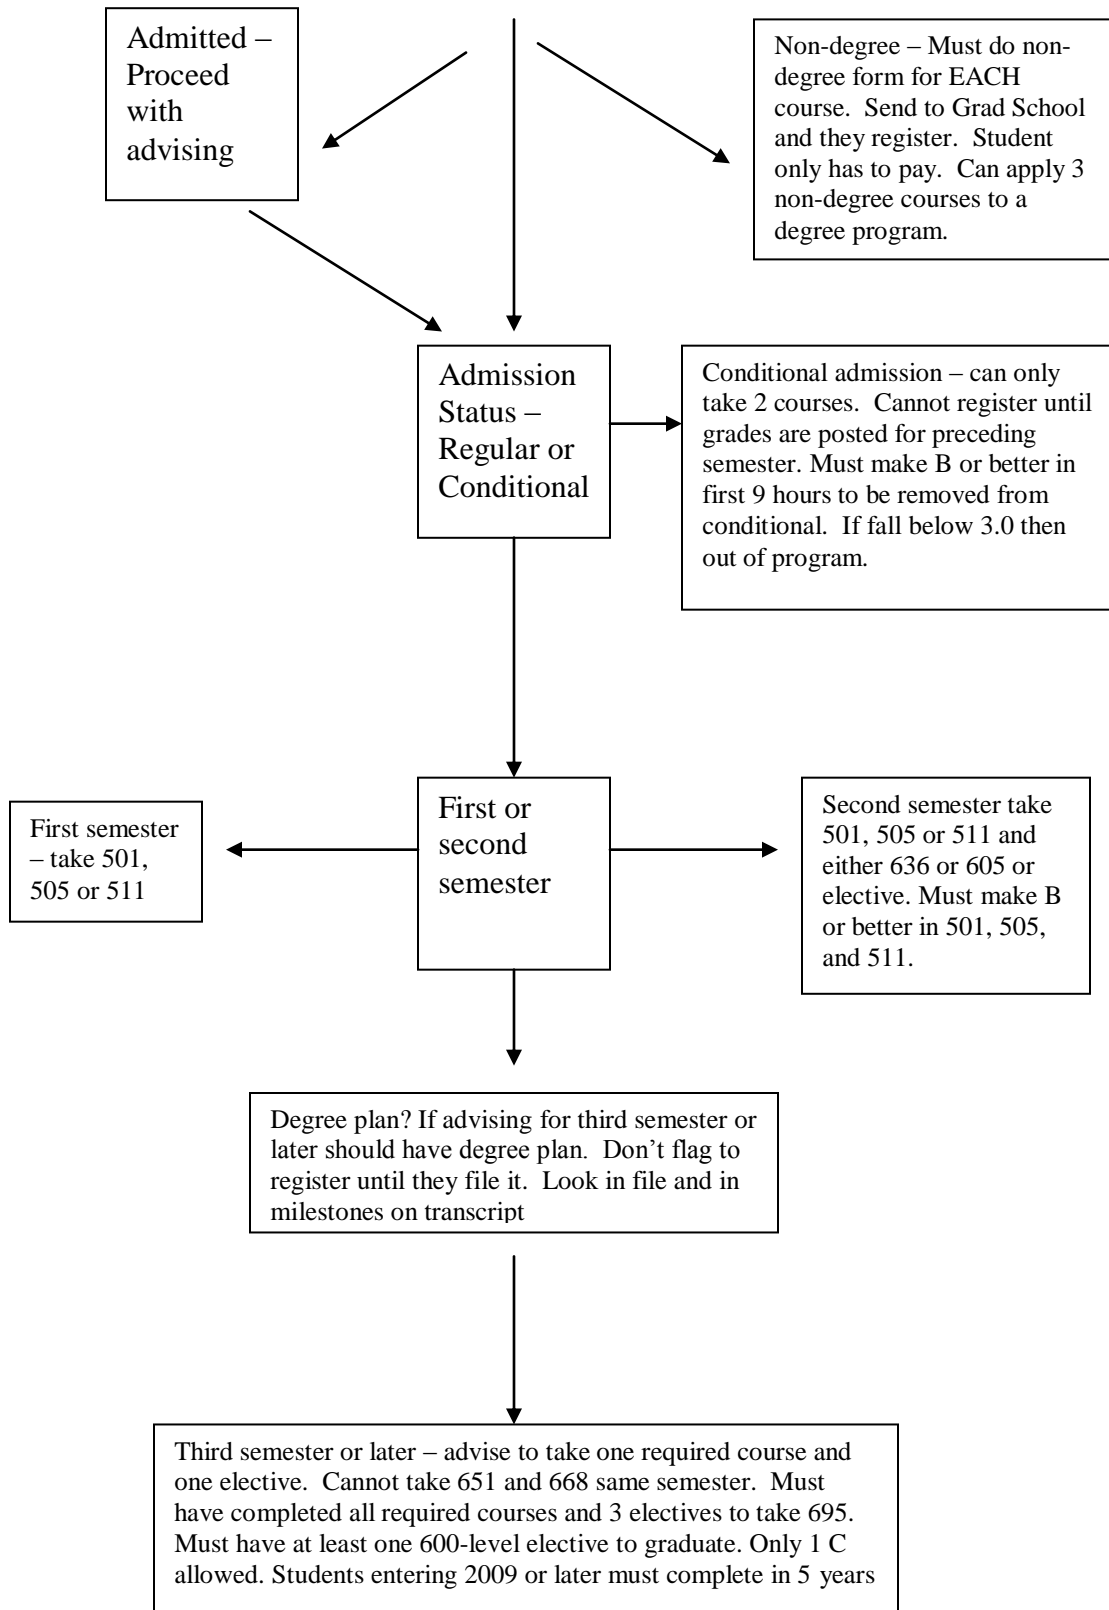 Admitted –
Proceed
with
advising
Non-degree – Must do non-
degree form for EACH
course.  Send to Grad School
and they register.  Student
only has to pay.  Can apply 3
non-degree courses to a
degree program.
Admission
Status –
Regular or
Conditional
Conditional admission – can only
take 2 courses.  Cannot register until
grades are posted for preceding
semester. Must make B or better in
first 9 hours to be removed from
conditional.  If fall below 3.0 then
out of program.
First semester
– take 501,
505 or 511
First or
second
semester
Second semester take
501, 505 or 511 and
either 636 or 605 or
elective. Must make B
or better in 501, 505,
and 511.
Degree plan? If advising for third semester or
later should have degree plan.  Don’t flag to
register until they file it.  Look in file and in
milestones on transcript
Third semester or later – advise to take one required course and
one elective.  Cannot take 651 and 668 same semester.  Must
have completed all required courses and 3 electives to take 695.
Must have at least one 600-level elective to graduate. Only 1 C
allowed. Students entering 2009 or later must complete in 5 years